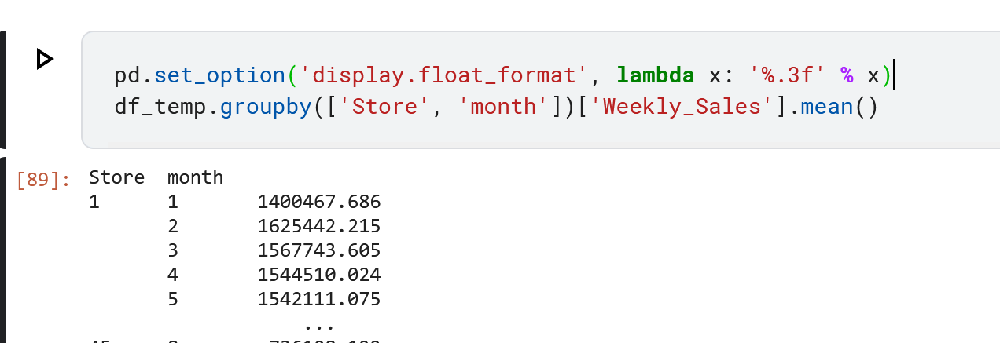 pd.set_option('display.float_format', lambda x: '%.3f' % x)
df_temp.groupby(['Store', 'month'])['Weekly_Sales'].mean()
[89]: Store month
1 1 1400467.686
2 1625442.215
3 1567743.605
4 1544510.024
5 1542111.075
...